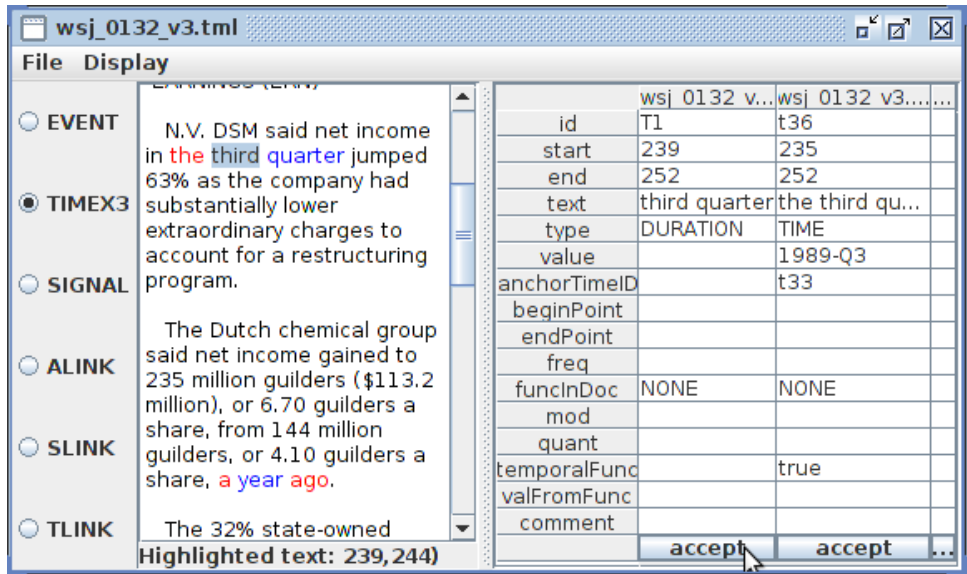 wsj_0132_v3.tml
File Display
EVENT
TIMEX3
SIGNAL
ALINK
SLINK
TLINK
N.V. DSM said net income
in the third quarter jumped
63% as the company had
substantially lower
extraordinary charges to
account for a restructuring
program.
The Dutch chemical group
said net income gained to
235 million guilders ($113.2
million), or 6.70 guilders a
share, from 144 million
guilders, or 4.10 guilders a
share, a year ago.
The 32% state-owned
Highlighted text: 239,244)
wsj_0132_v... wsj_0132_v3.... ...
id T1 t36
start 239 235
end 252 252
text third quarter the third qu...
type DURATION TIME
value 1989-Q3
anchorTimeID t33
beginPoint
endPoint
freq
funcInDoc NONE NONE
mod
quant
temporalFunc true
valFromFunc
comment
accept accept ...